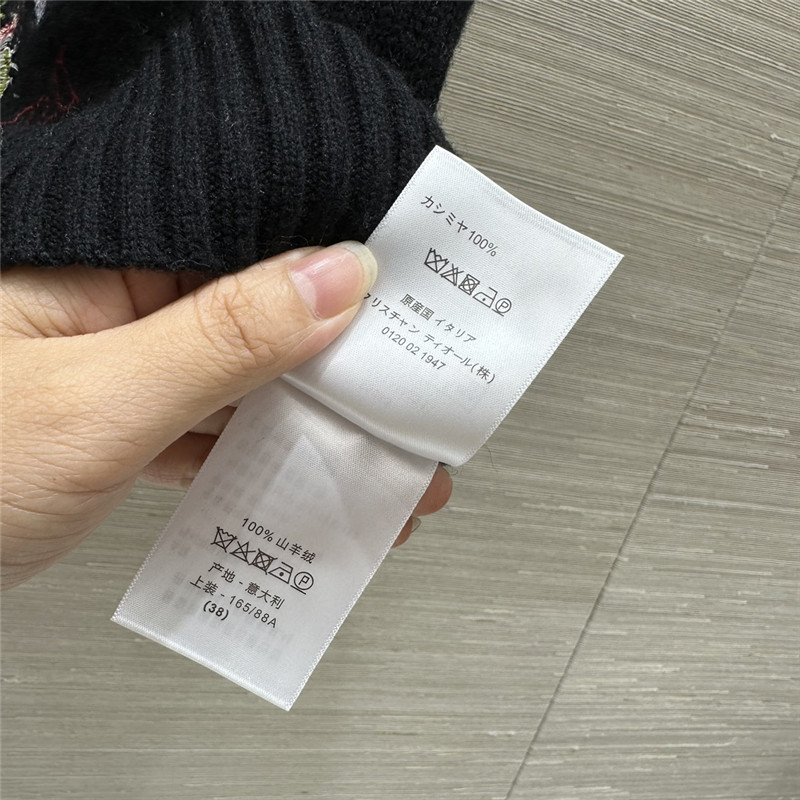 カシミヤ100%
原産国 イタリア
リスチャン ディオール(株)
0120 02 1947
100% 山羊绒
产地 - 意大利
上装 - 165/88A
(38)